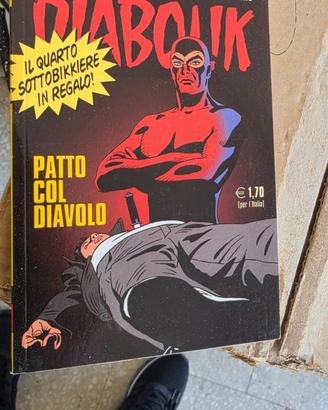 DIABOLIK
IL QUARTO
SOTTOBIKKIERE
IN REGALO!
PATTO
COL
DIAVOLO
€ 1,70
(per l'Italia)